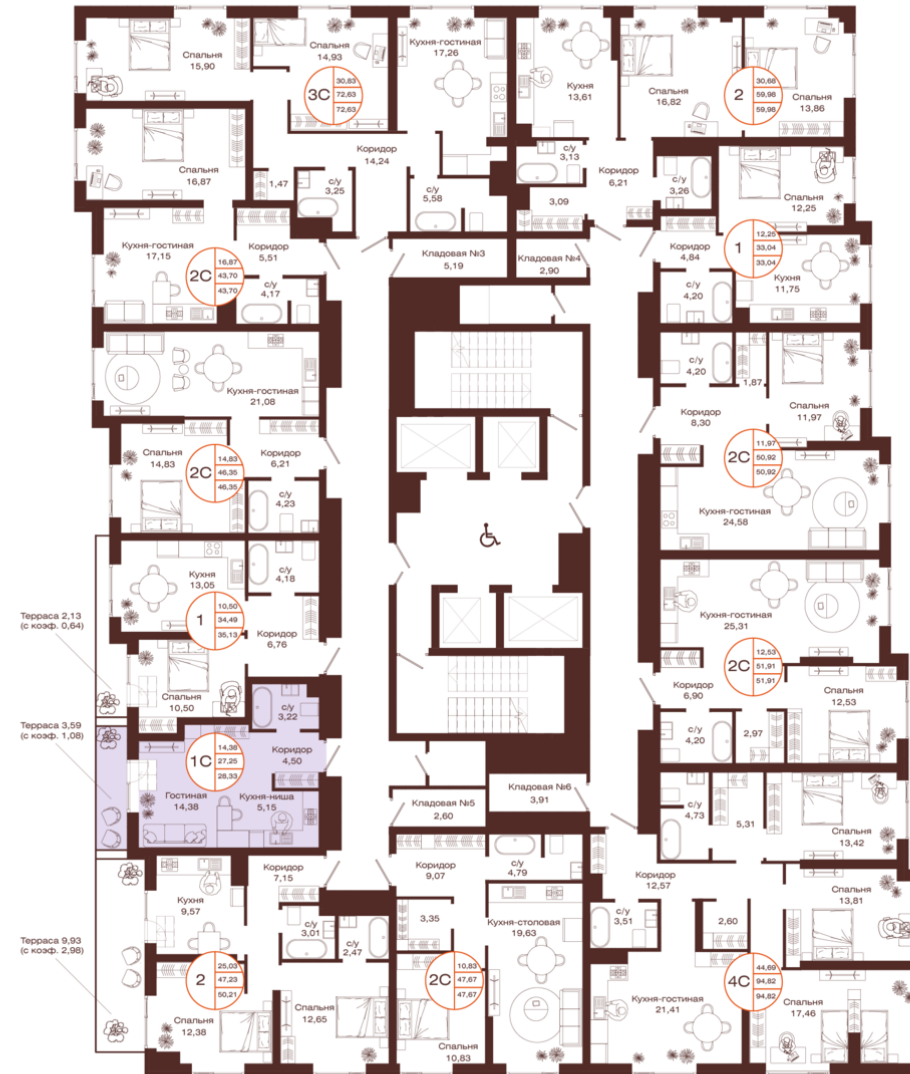 Спальня
15,90
Спальня
14,93
3С
30,83
72,63
72,63
Кухня-гостиная
17,26
Кухня
13,61
Спальня
16,82
2
30,68
59,98
59,98
Спальня
13,86
Спальня
16,87
Коридор
14,24
1,47
с/у
3,25
с/у
5,58
с/у
3,13
Коридор
6,21
3,09
с/у
3,26
Спальня
12,25
Кухня-гостиная
17,15
2С
16,87
43,70
43,70
Коридор
5,51
с/у
4,17
Кладовая №3
5,19
Кладовая №4
2,90
Коридор
4,84
1
12,25
33,04
33,04
с/у
4,20
Кухня
11,75
Кухня-гостиная
21,08
с/у
4,20
1,87
Спальня
11,97
Коридор
8,30
Спальня
14,83
2С
14,83
46,35
46,35
Коридор
6,21
с/у
4,23
2С
11,97
50,92
50,92
Кухня-гостиная
24,58
Кухня
13,05
с/у
4,18
1
10,50
34,49
35,13
Коридор
6,76
Терраса 2,13
(с коэф. 0,64)
Спальня
10,50
Кухня-гостиная
25,31
2С
12,53
51,91
51,91
Коридор
6,90
Спальня
12,53
с/у
4,20
2,97
с/у
3,22
Терраса 3,59
(с коэф. 1,08)
1С
14,38
27,25
28,33
Коридор
4,50
Гостиная
14,38
Кухня-ниша
5,15
Кладовая №5
2,60
Кладовая №6
3,91
с/у
4,73
5,31
Спальня
13,42
Коридор
7,15
Коридор
9,07
с/у
4,79
Коридор
12,57
Спальня
13,81
Кухня
9,57
с/у
3,01
с/у
2,47
3,35
Кухня-столовая
19,63
с/у
3,51
2,60
Терраса 9,93
(с коэф. 2,98)
2
25,03
47,23
50,21
Спальня
12,38
Спальня
12,65
2С
10,83
47,67
47,67
Спальня
10,83
Кухня-гостиная
21,41
4С
44,69
94,82
94,82
Спальня
17,46